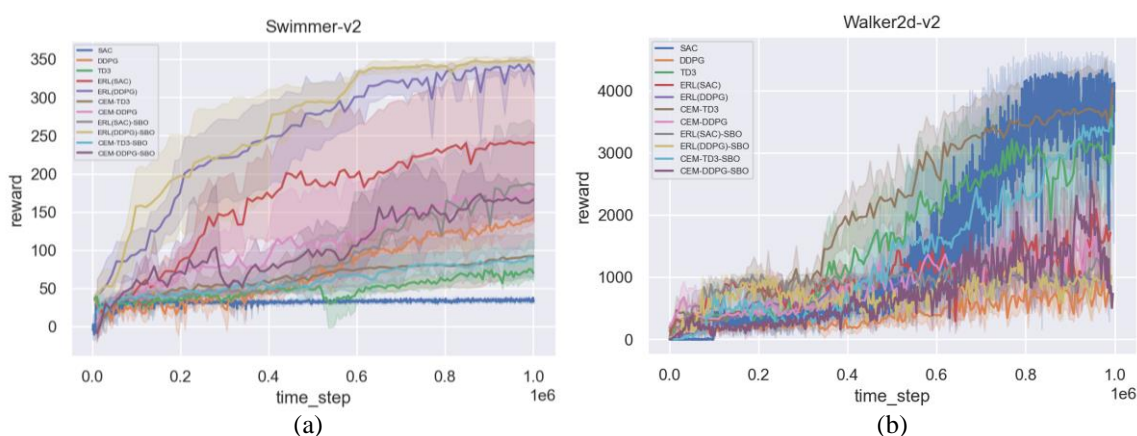 Swimmer-v2
350
300
250
200
150
100
50
0
reward
SAC
DDPG
TD3
ERL(SAC)
ERL(DDPG)
CEM-TD3
CEM-DDPG
ERL(SAC)-SBO
ERL(DDPG)-SBO
CEM-TD3-SBO
CEM-DDPG-SBO
0.0 0.2 0.4 0.6 0.8 1.0
time_step
1e6
(a)
Walker2d-v2
4000
3000
2000
1000
0
reward
SAC
DDPG
TD3
ERL(SAC)
ERL(DDPG)
CEM-TD3
CEM-DDPG
ERL(SAC)-SBO
ERL(DDPG)-SBO
CEM-TD3-SBO
CEM-DDPG-SBO
0.0 0.2 0.4 0.6 0.8 1.0
time_step
1e6
(b)